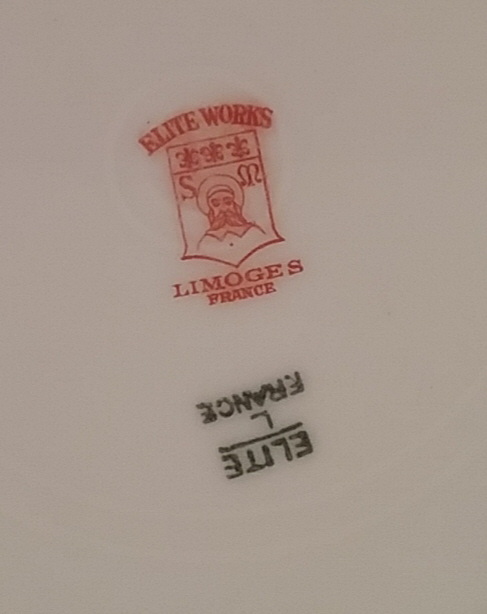 ELITE WORKS
S M
LIMOGES
FRANCE
ELITE
L
FRANCE